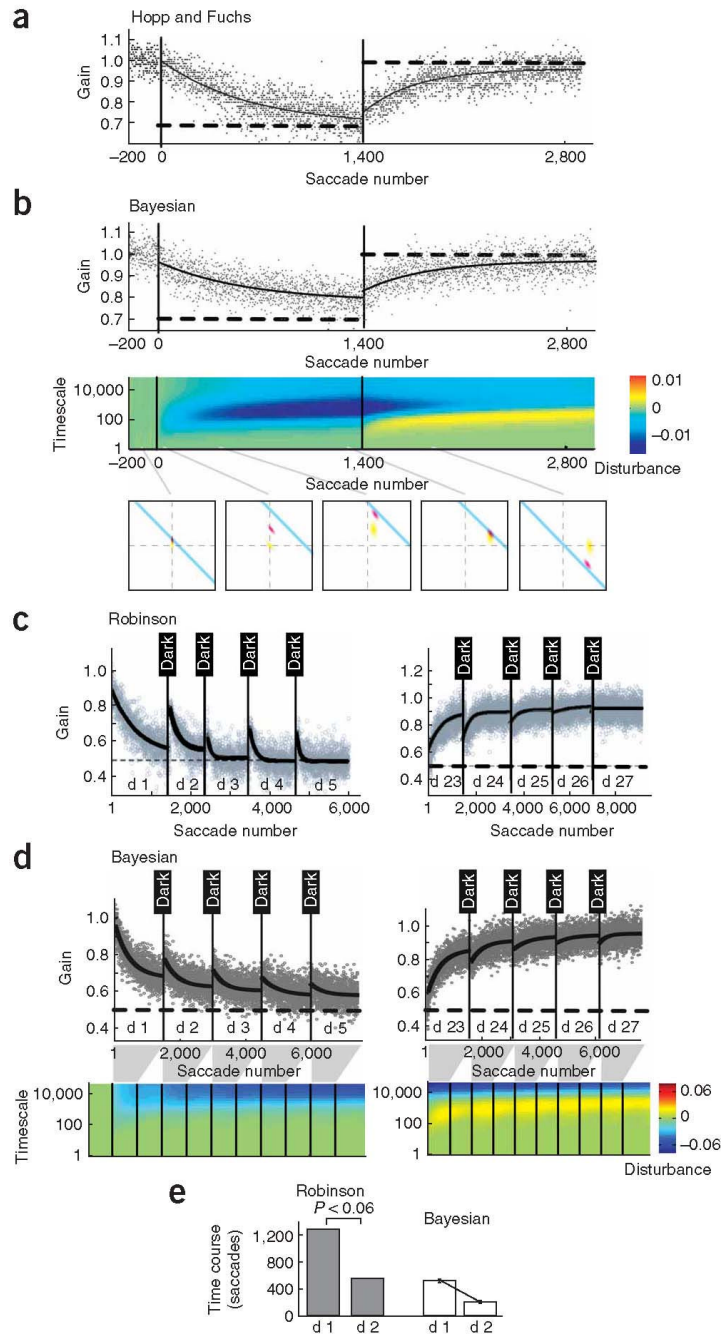 a
Hopp and Fuchs
1.1
1.0
0.9
0.8
0.7
Gain
–200 0 1,400 2,800
Saccade number
b
Bayesian
1.1
1.0
0.9
0.8
0.7
Gain
–200 0 1,400 2,800
Saccade number
10,000
100
1
Timescale
–200 0 1,400 2,800
Saccade number
0.01
0
–0.01
Disturbance
c
Robinson
Dark Dark Dark Dark
1.0
0.8
0.6
0.4
Gain
d 1 d 2 d 3 d 4 d 5
1 2,000 4,000 6,000
Saccade number
Dark Dark Dark Dark
1.2
1.0
0.8
0.6
0.4
d 23 d 24 d 25 d 26 d 27
1 2,000 4,000 6,000 8,000
Saccade number
d
Bayesian
Dark Dark Dark Dark
1.0
0.8
0.6
0.4
Gain
d 1 d 2 d 3 d 4 d 5
1 2,000 4,000 6,000
Saccade number
Dark Dark Dark Dark
1.0
0.8
0.6
0.4
d 23 d 24 d 25 d 26 d 27
1 2,000 4,000 6,000
Saccade number
10,000
100
1
Timescale
10,000
100
1
0.06
0
–0.06
Disturbance
e
Robinson
P < 0.06
Bayesian
1,200
800
400
0
Time course
(saccades)
d 1 d 2 d 1 d 2